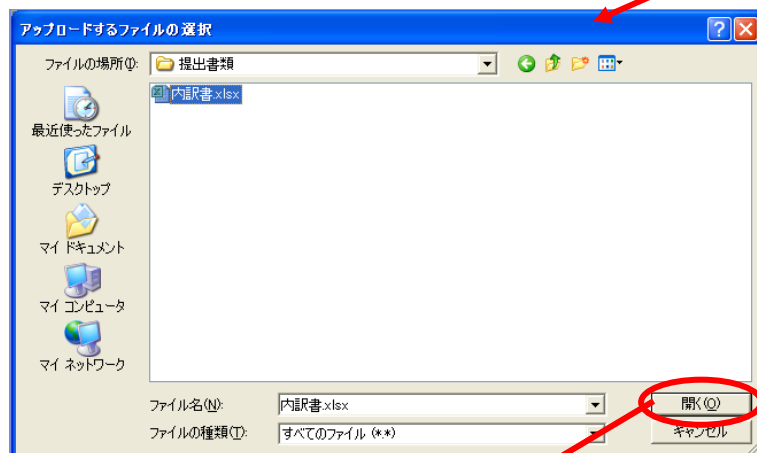 アップロードするファイルの選択
ファイルの場所(I):
提出書類
内訳書.xlsx
最近使ったファイル
デスクトップ
マイ ドキュメント
マイ コンピュータ
マイ ネットワーク
ファイル名(N):
内訳書.xlsx
開く(O)
ファイルの種類(T):
すべてのファイル (*.*)
キャンセル